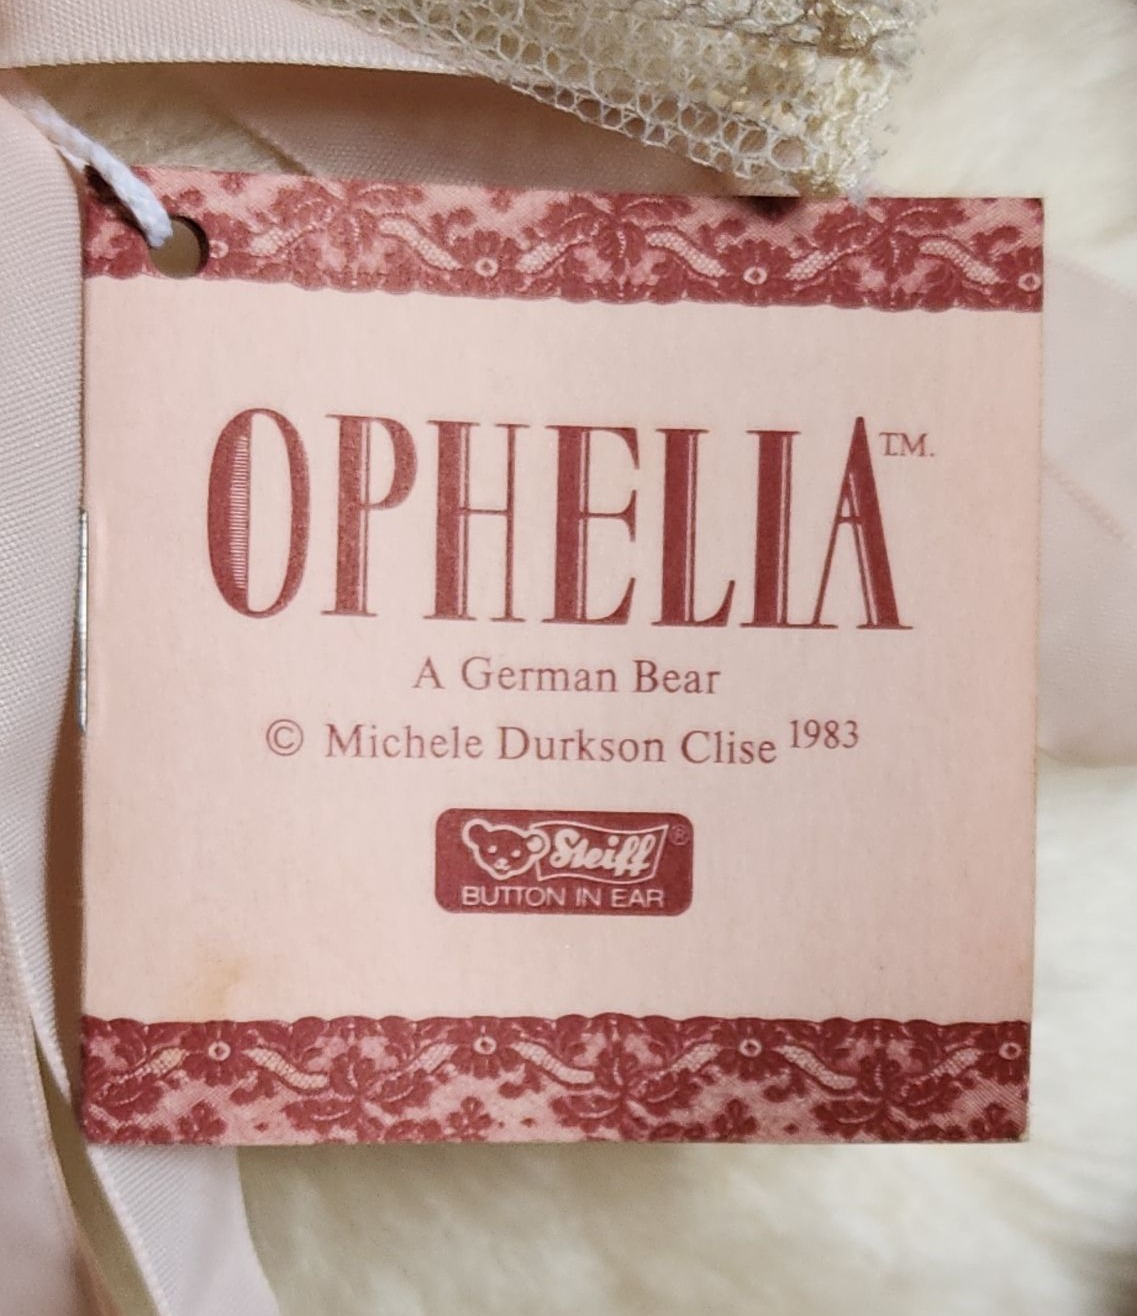 OPHELIA™.
A German Bear
© Michele Durkson Clise 1983
Steiff®
BUTTON IN EAR